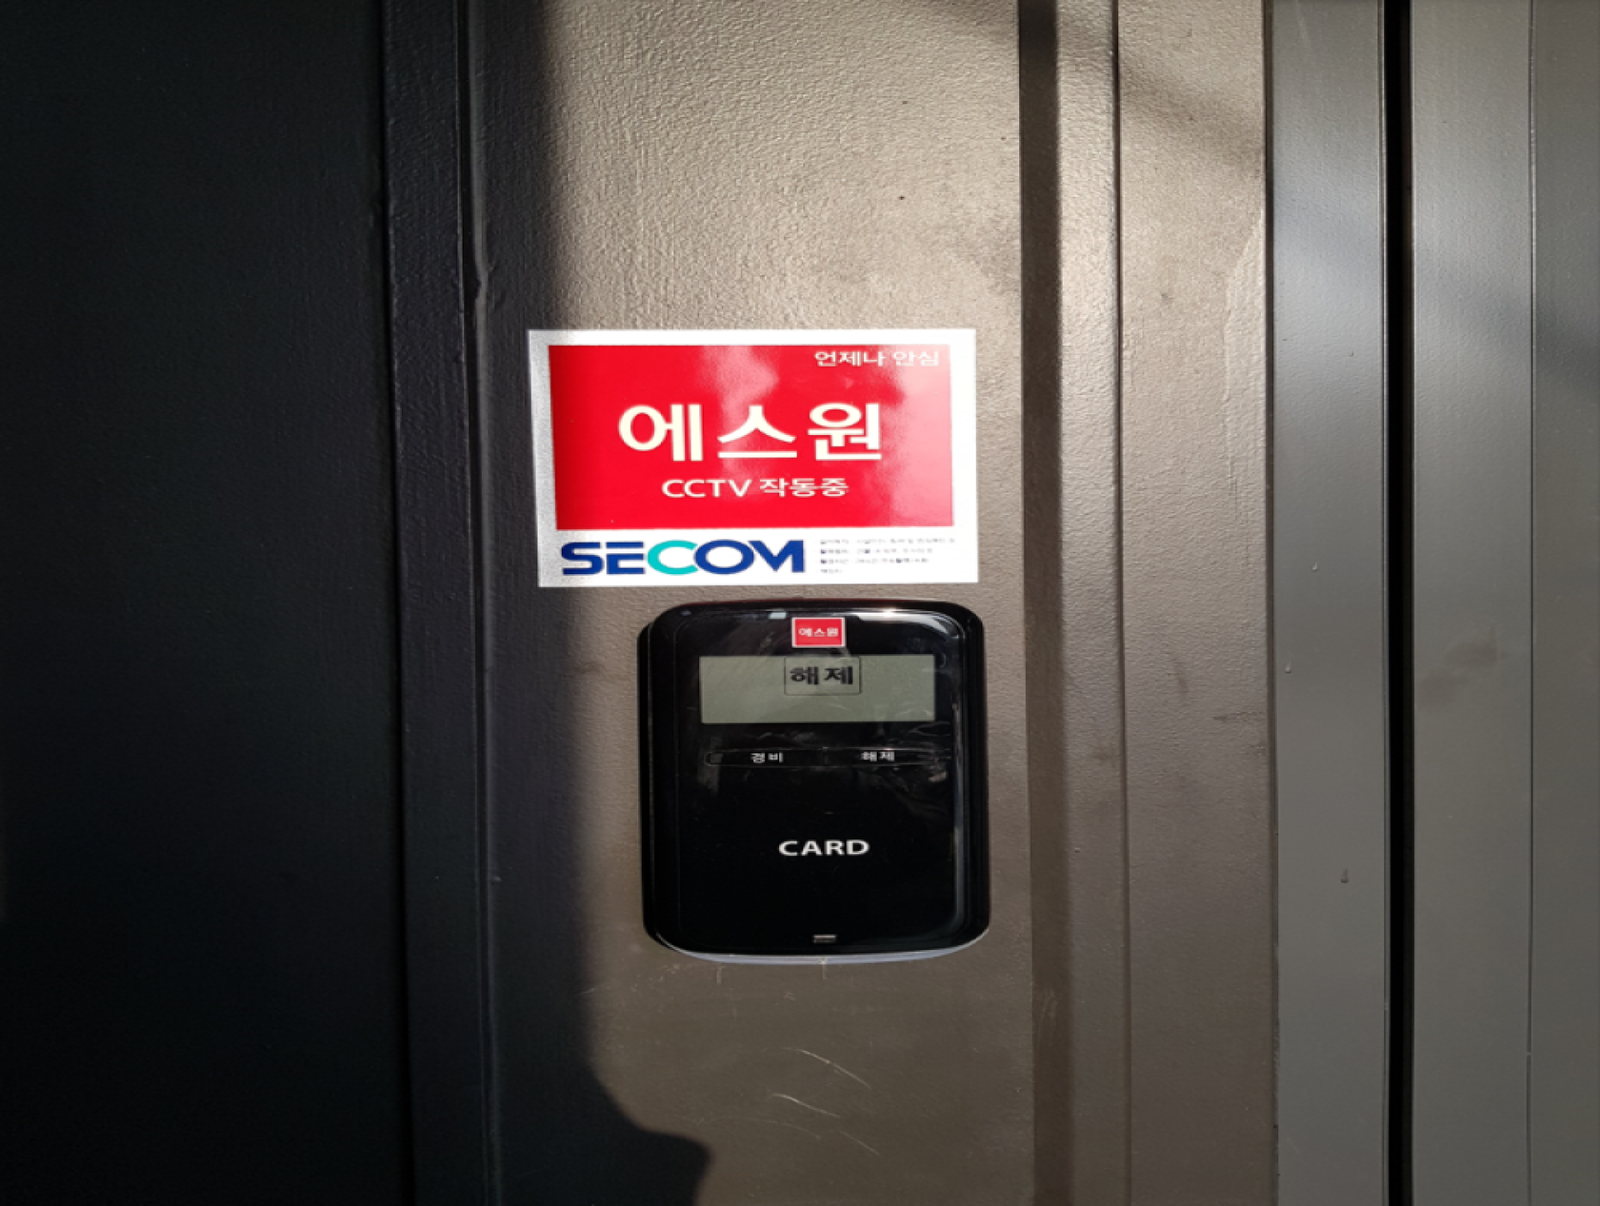 언제나 안심
에스원
CCTV 작동중
SECOM
에스원
해제
경비 해제
CARD